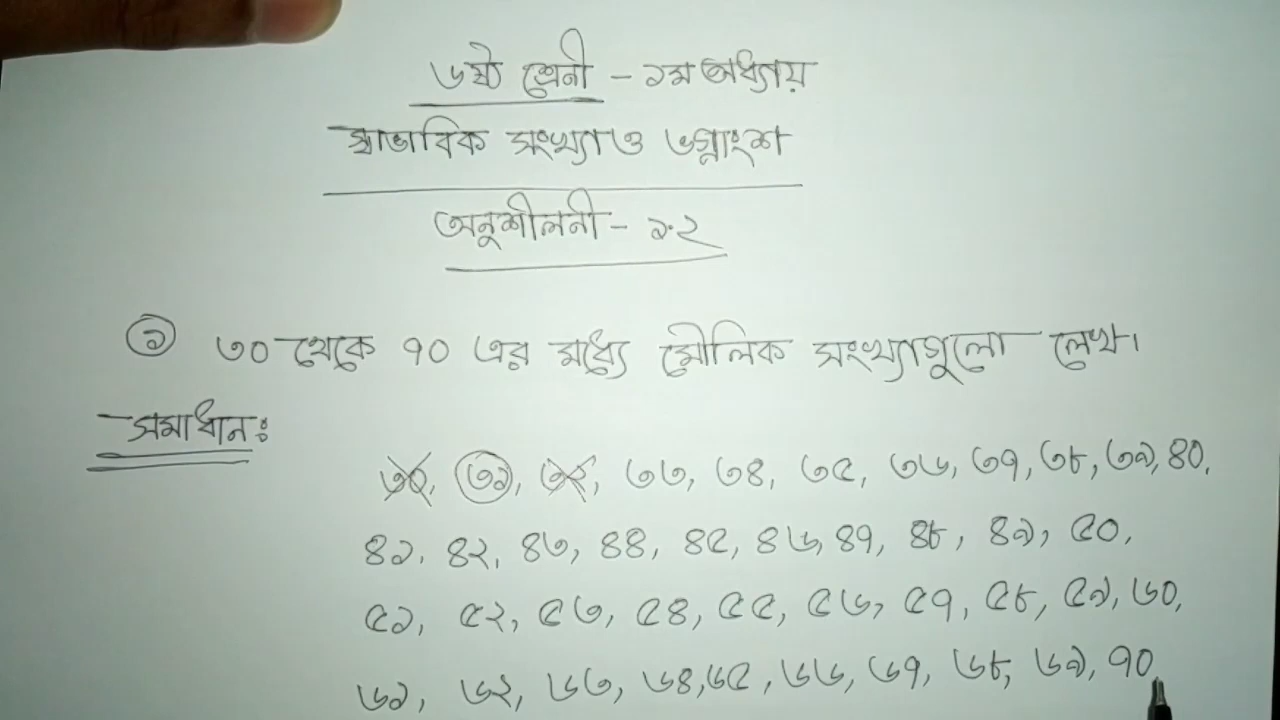 ৬ষ্ঠ শ্রেনী - ১ম অধ্যায়
স্বাভাবিক সংখ্যা ও ভগ্নাংশ
অনুশীলনী - ১.২
১ ৩০ থেকে ৭০ এর মধ্যে মৌলিক সংখ্যাগুলো লেখ।
সমাধানঃ
৩০, ৩১, ৩২, ৩৩, ৩৪, ৩৫, ৩৬, ৩৭, ৩৮, ৩৯, ৪০,
৪১, ৪২, ৪৩, ৪৪, ৪৫, ৪৬, ৪৭, ৪৮, ৪৯, ৫০,
৫১, ৫২, ৫৩, ৫৪, ৫৫, ৫৬, ৫৭, ৫৮, ৫৯, ৬০,
৬১, ৬২, ৬৩, ৬৪, ৬৫, ৬৬, ৬৭, ৬৮, ৬৯, ৭০,